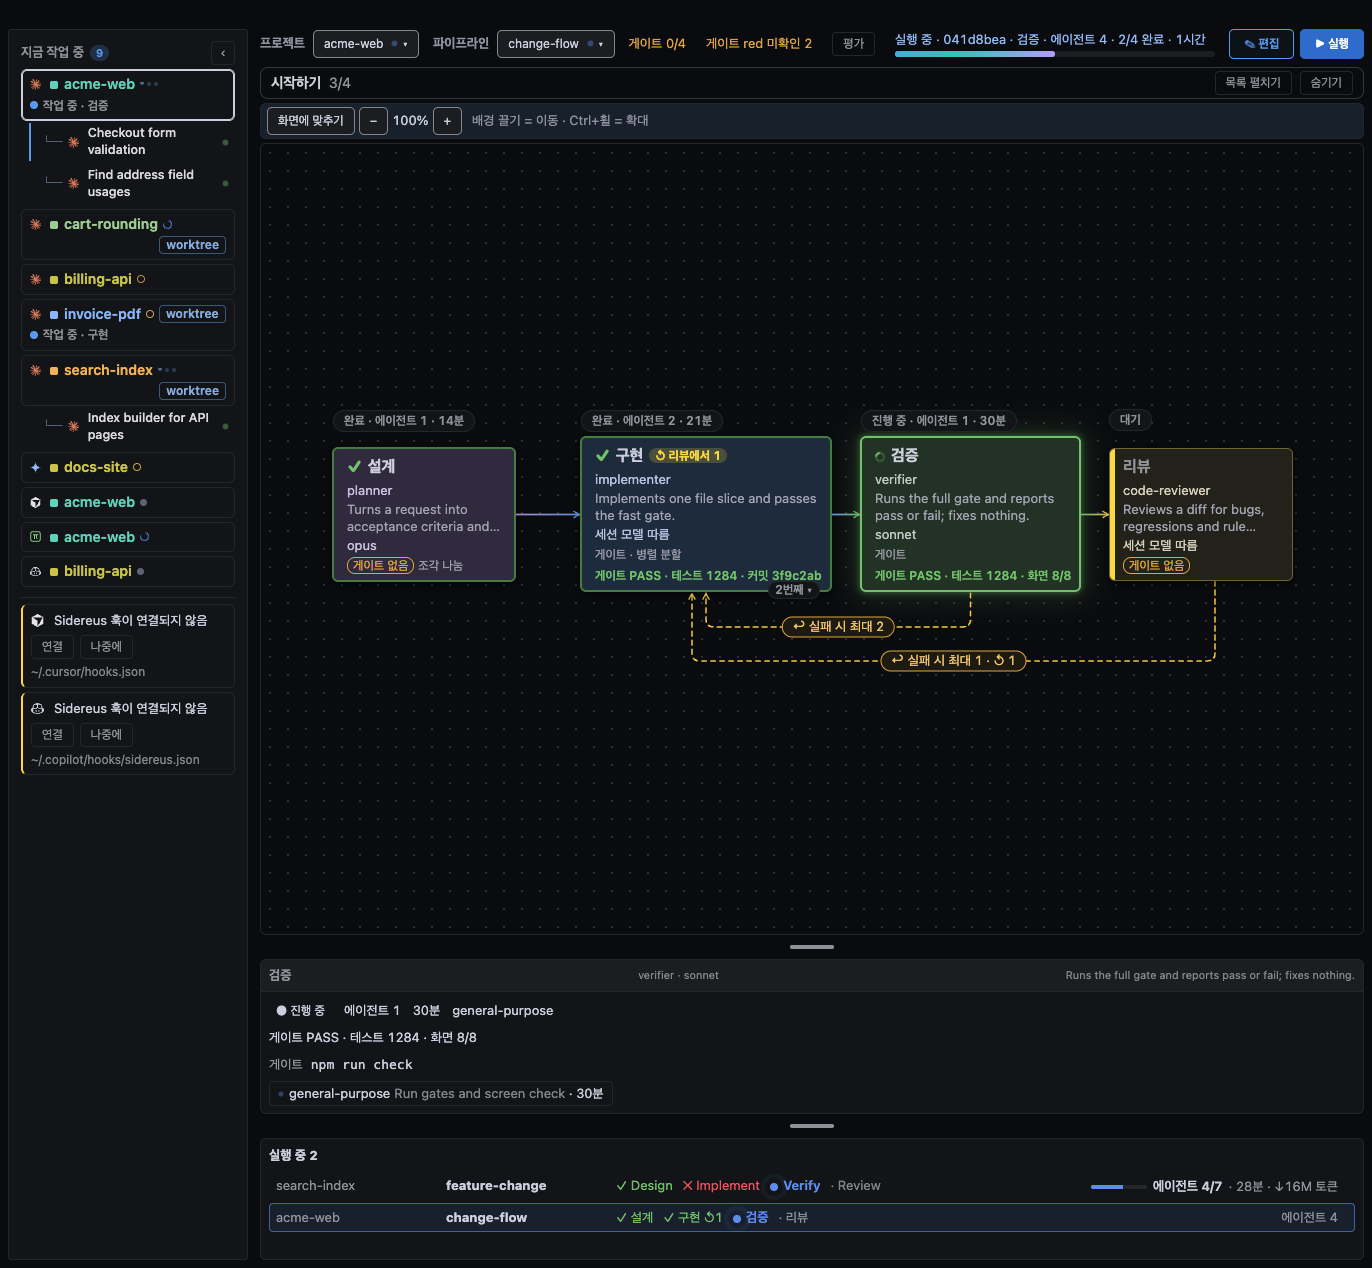 지금 작업 중 9
acme-web
작업 중 · 검증
Checkout form
validation
Find address field
usages
cart-rounding
worktree
billing-api
invoice-pdf worktree
작업 중 · 구현
search-index
worktree
Index builder for API
pages
docs-site
acme-web
acme-web
billing-api
Sidereus 훅이 연결되지 않음
연결 나중에
~/.cursor/hooks.json
Sidereus 훅이 연결되지 않음
연결 나중에
~/.copilot/hooks/sidereus.json
프로젝트 acme-web 파이프라인 change-flow 게이트 0/4 게이트 red 미확인 2 평가 실행 중 · 041d8bea · 검증 · 에이전트 4 · 2/4 완료 · 1시간 ✎ 편집 ▶ 실행
시작하기 3/4 목록 펼치기 숨기기
화면에 맞추기 − 100% + 배경 끌기 = 이동 · Ctrl+휠 = 확대
완료 · 에이전트 1 · 14분
설계
planner
Turns a request into
acceptance criteria and…
opus
게이트 없음 조각 나눔
완료 · 에이전트 2 · 21분
구현 리뷰에서 1
implementer
Implements one file slice and passes
the fast gate.
세션 모델 따름
게이트 · 병렬 분할
게이트 PASS · 테스트 1284 · 커밋 3f9c2ab
2번째
진행 중 · 에이전트 1 · 30분
검증
verifier
Runs the full gate and reports
pass or fail; fixes nothing.
sonnet
게이트
게이트 PASS · 테스트 1284 · 화면 8/8
대기
리뷰
code-reviewer
Reviews a diff for bugs,
regressions and rule…
세션 모델 따름
게이트 없음
↩ 실패 시 최대 2
↩ 실패 시 최대 1 · ↺ 1
검증 verifier · sonnet Runs the full gate and reports pass or fail; fixes nothing.
진행 중 에이전트 1 30분 general-purpose
게이트 PASS · 테스트 1284 · 화면 8/8
게이트 npm run check
general-purpose Run gates and screen check · 30분
실행 중 2
search-index feature-change ✓ Design ✕ Implement Verify · Review 에이전트 4/7 · 28분 · ↓16M 토큰
acme-web change-flow ✓ 설계 ✓ 구현 ↺1 검증 · 리뷰 에이전트 4